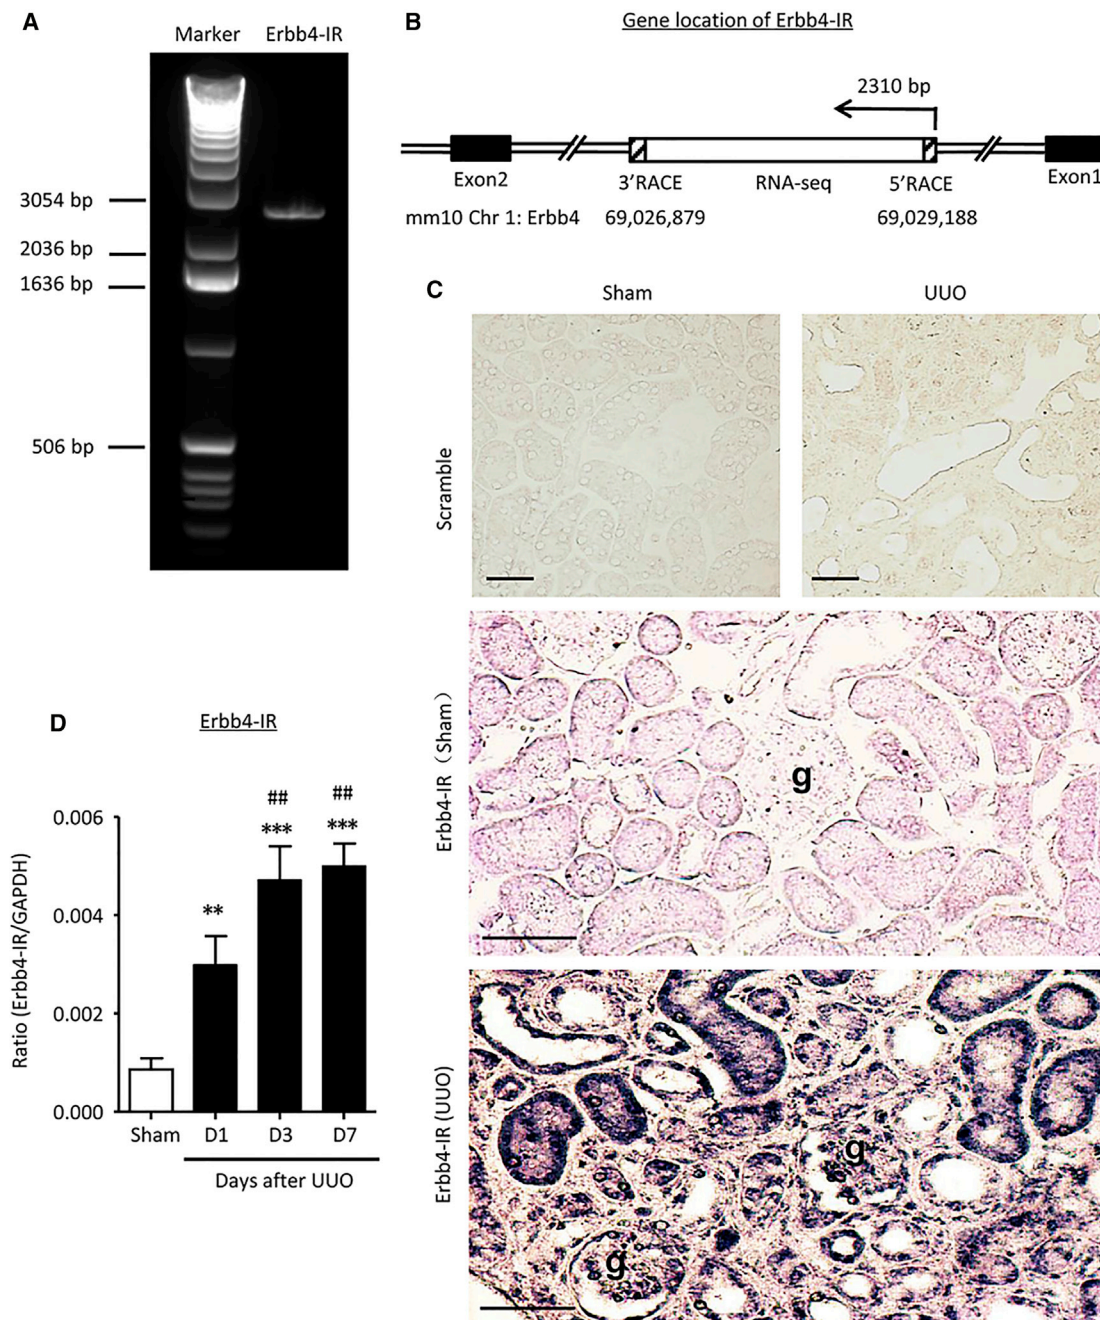 A
Marker Erbb4-IR
3054 bp
2036 bp
1636 bp
506 bp
B
Gene location of Erbb4-IR
2310 bp
Exon2 3'RACE RNA-seq 5'RACE Exon1
mm10 Chr 1: Erbb4 69,026,879 69,029,188
C
Sham UUO
Scramble
Erbb4-IR (Sham)
g
Erbb4-IR (UUO)
g
g
D
Erbb4-IR
Ratio (Erbb4-IR/GAPDH)
0.006
0.004
0.002
0.000
** *** ***
## ##
Sham D1 D3 D7
Days after UUO